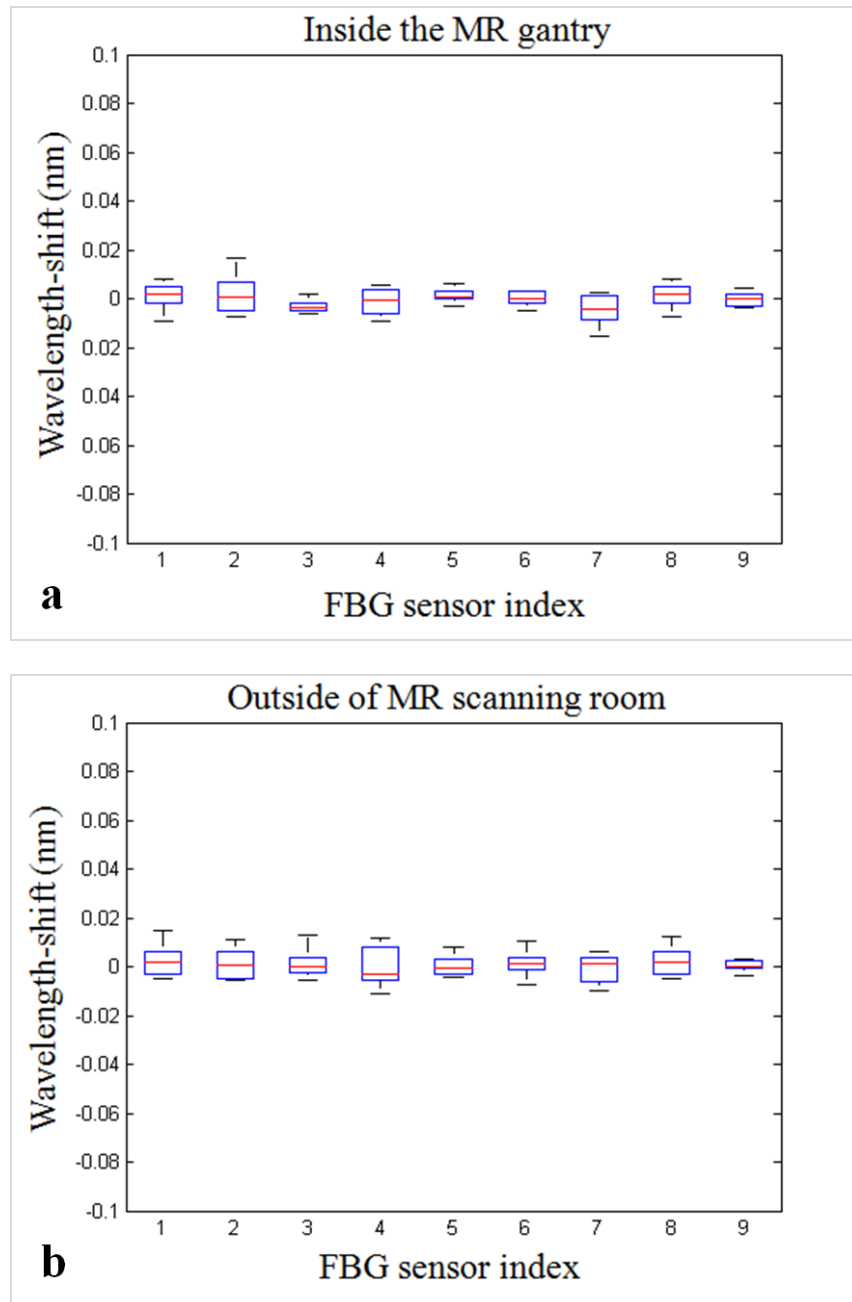 Inside the MR gantry
0.1
0.08
0.06
0.04
0.02
0
0.02
0.04
0.06
-0.08
-0.1
Wavelength-shift (nm)
1 2 3 4 5 6 7 8 9
FBG sensor index
a
Outside of MR scanning room
0.1
0.08
0.06
0.04
0.02
0
-0.02
-0.04
-0.06
-0.08
-0.1
Wavelength-shift (nm)
1 2 3 4 5 6 7 8 9
FBG sensor index
b